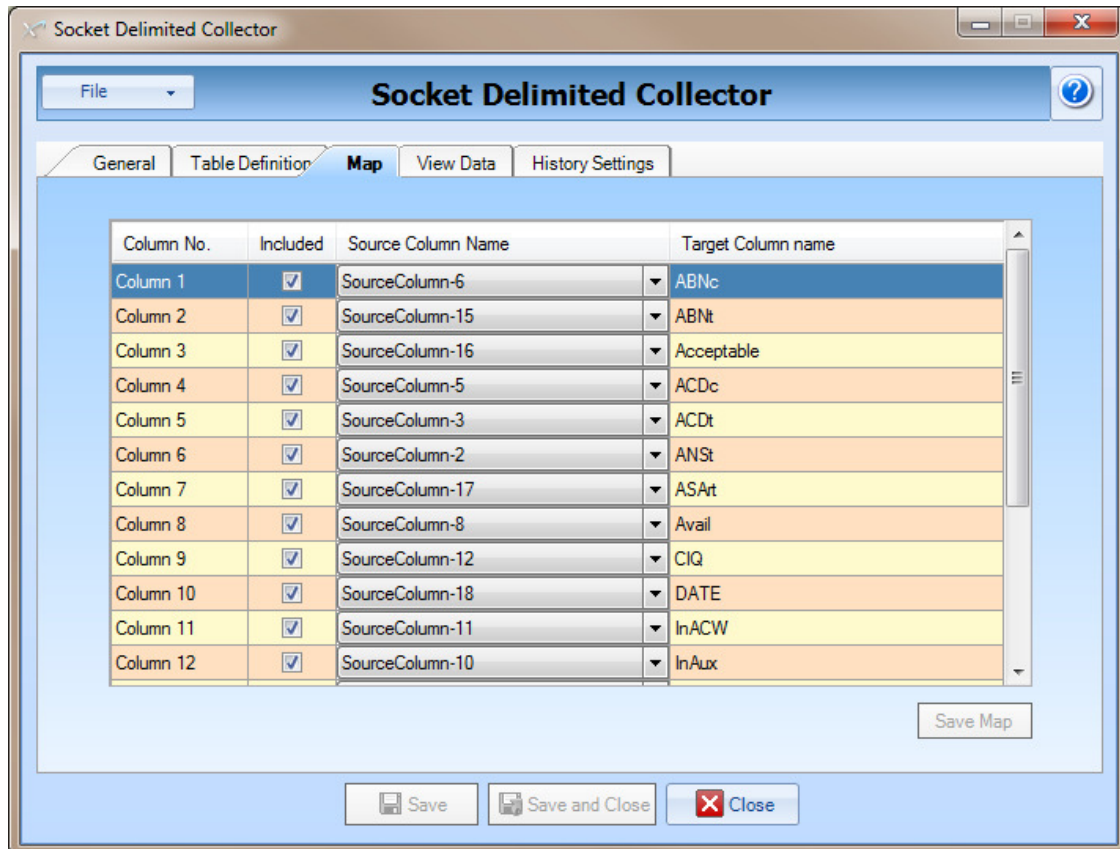 Socket Delimited Collector
File
Socket Delimited Collector
General Table Definition Map View Data History Settings
Column No. Included Source Column Name Target Column name
Column 1 SourceColumn-6 ABNc
Column 2 SourceColumn-15 ABNt
Column 3 SourceColumn-16 Acceptable
Column 4 SourceColumn-5 ACDc
Column 5 SourceColumn-3 ACDt
Column 6 SourceColumn-2 ANSt
Column 7 SourceColumn-17 ASArt
Column 8 SourceColumn-8 Avail
Column 9 SourceColumn-12 CIQ
Column 10 SourceColumn-18 DATE
Column 11 SourceColumn-11 InACW
Column 12 SourceColumn-10 InAux
Save Map
Save Save and Close Close